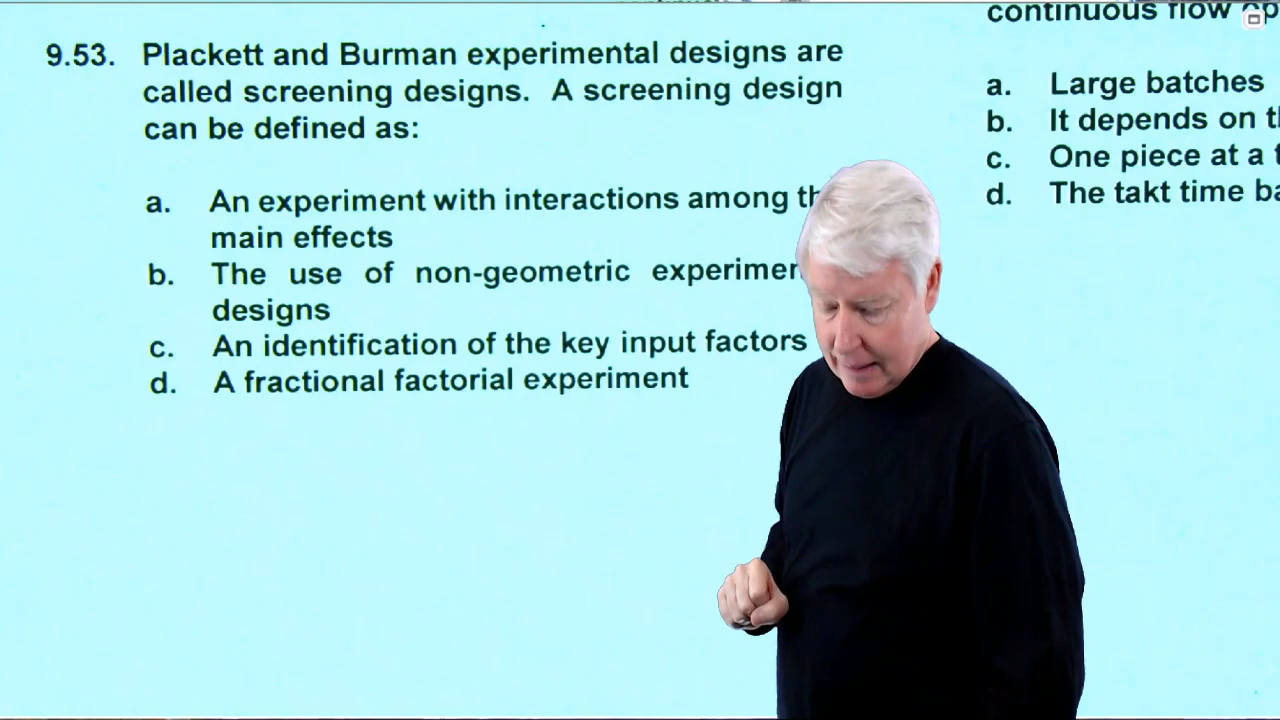 9.53. Plackett and Burman experimental designs are
called screening designs. A screening design
can be defined as:
a. An experiment with interactions among
main effects
b. The use of non-geometric
designs
c. An identification of the key input factors
d. A fractional factorial experiment
continuous flow
a. Large batches
b. It depends on
c. One piece at a
d. The takt time